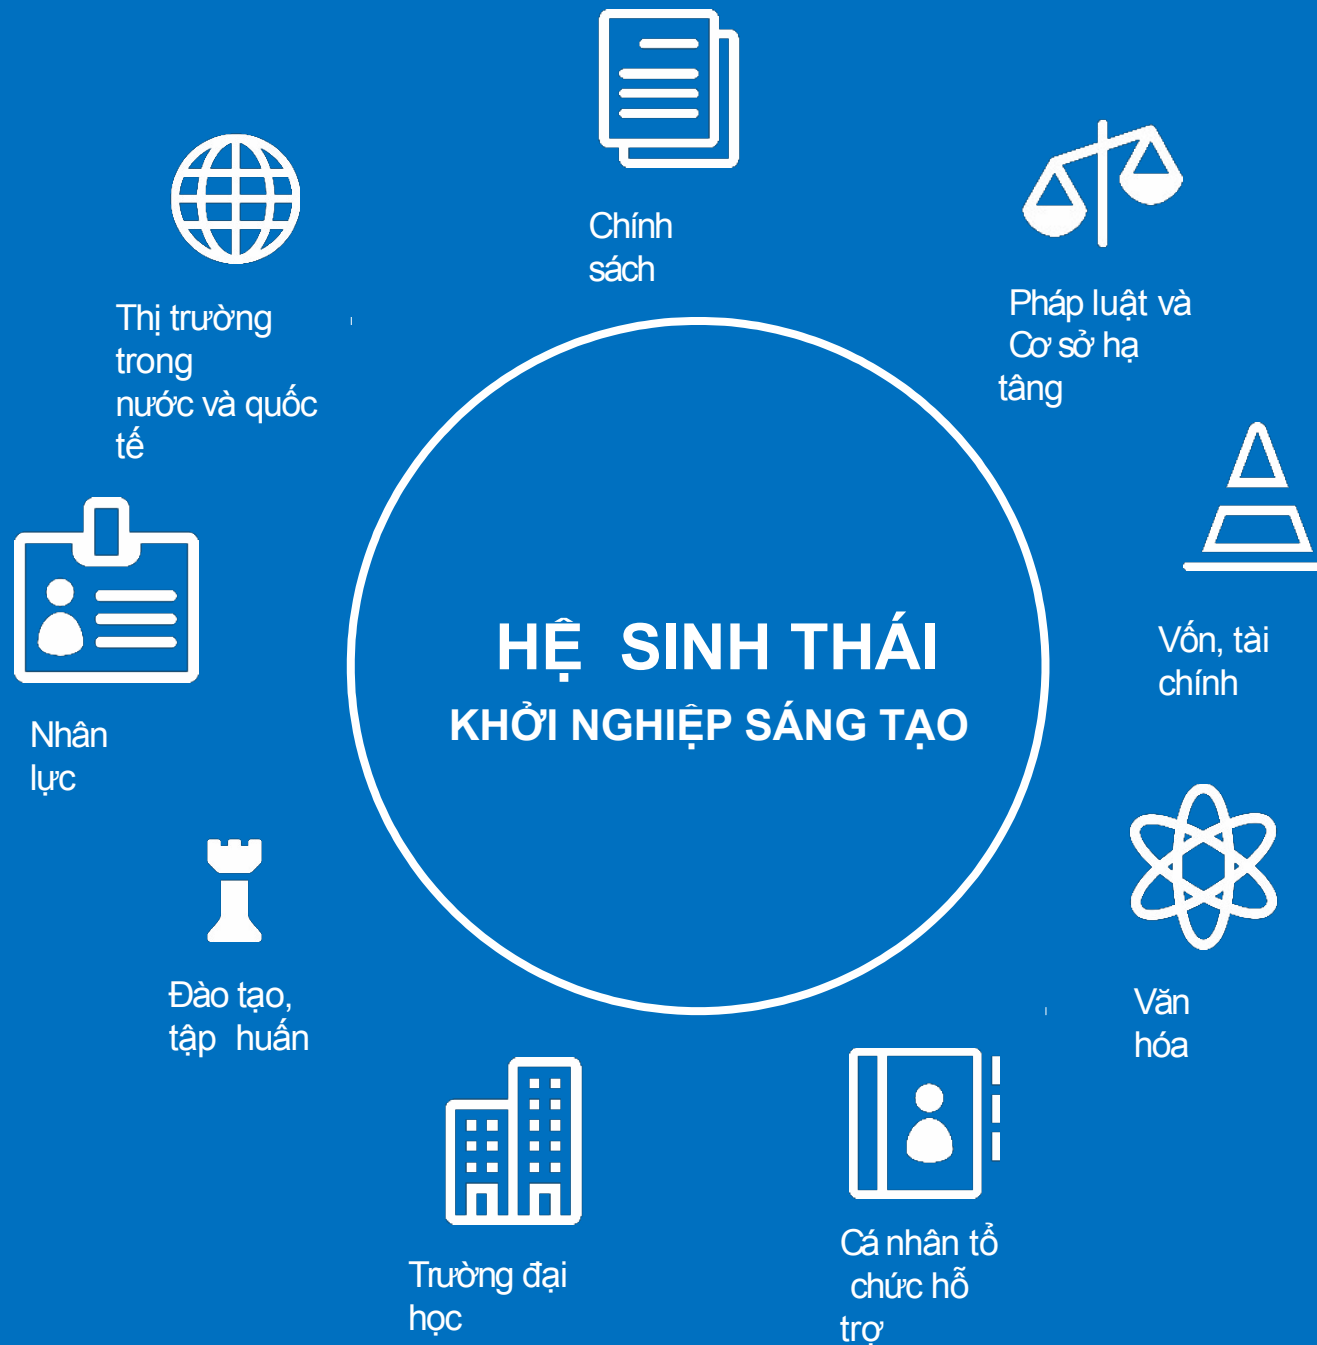 Chính
sách
Pháp luật và
Cơ sở hạ
tâng
Thị trường
trong
nước và quốc
tế
HỆ SINH THÁI
KHỞI NGHIỆP SÁNG TẠO
Vốn, tài
chính
Nhân
lực
Văn
hóa
Đào tạo,
tập huấn
Cá nhân tổ
chức hỗ
trợ
Trường đại
học